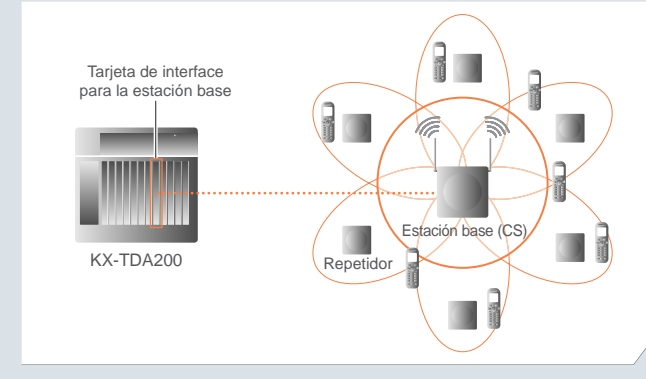 Tarjeta de interface
para la estación base
KX-TDA200
Estación base (CS)
Repetidor